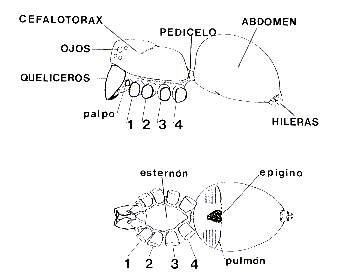 CEFALOTORAX
OJOS
QUELICEROS
palpo
1 2 3 4
PEDICELO
ABDOMEN
HILERAS
esternón
epigino
pulmón
1 2 3 4